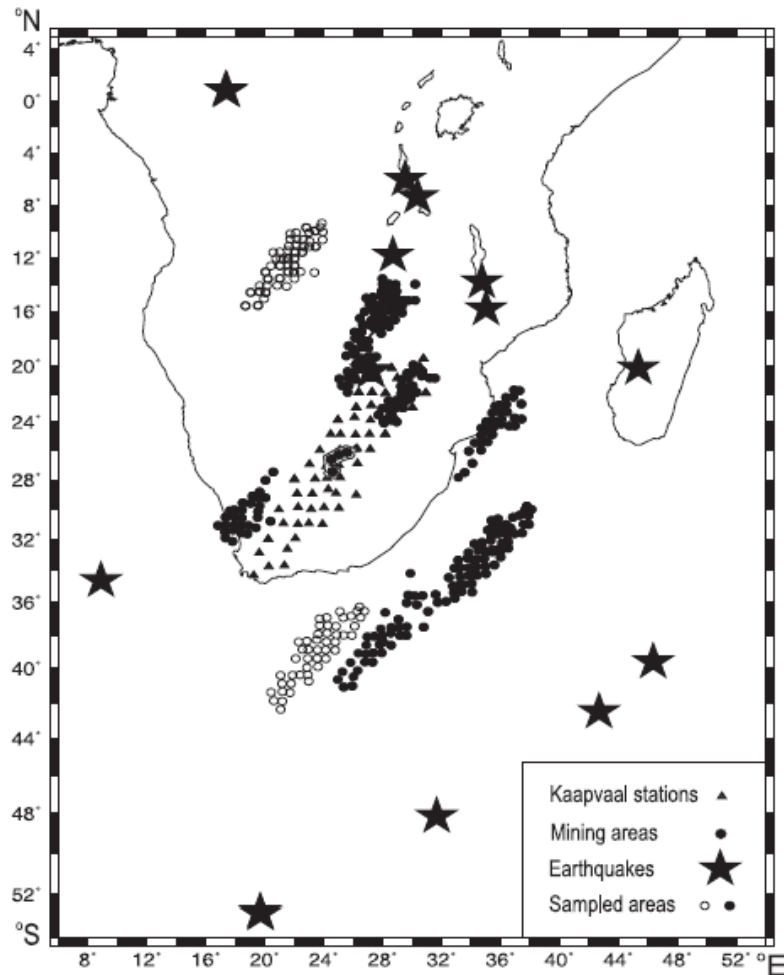 °N
4°
0°
4°
8°
12°
16°
20°
24°
28°
32°
36°
40°
44°
48°
52°
°S
Kaapvaal stations
Mining areas
Earthquakes
Sampled areas
8° 12° 16° 20° 24° 28° 32° 36° 40° 44° 48° 52° °E